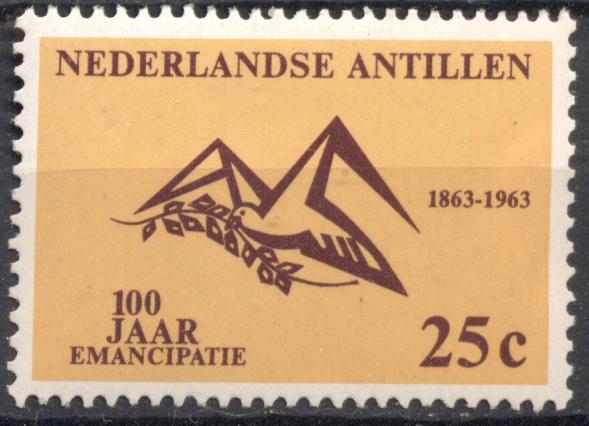 NEDERLANDSE ANTILLEN
1863-1963
100
JAAR
EMANCIPATIE
25c